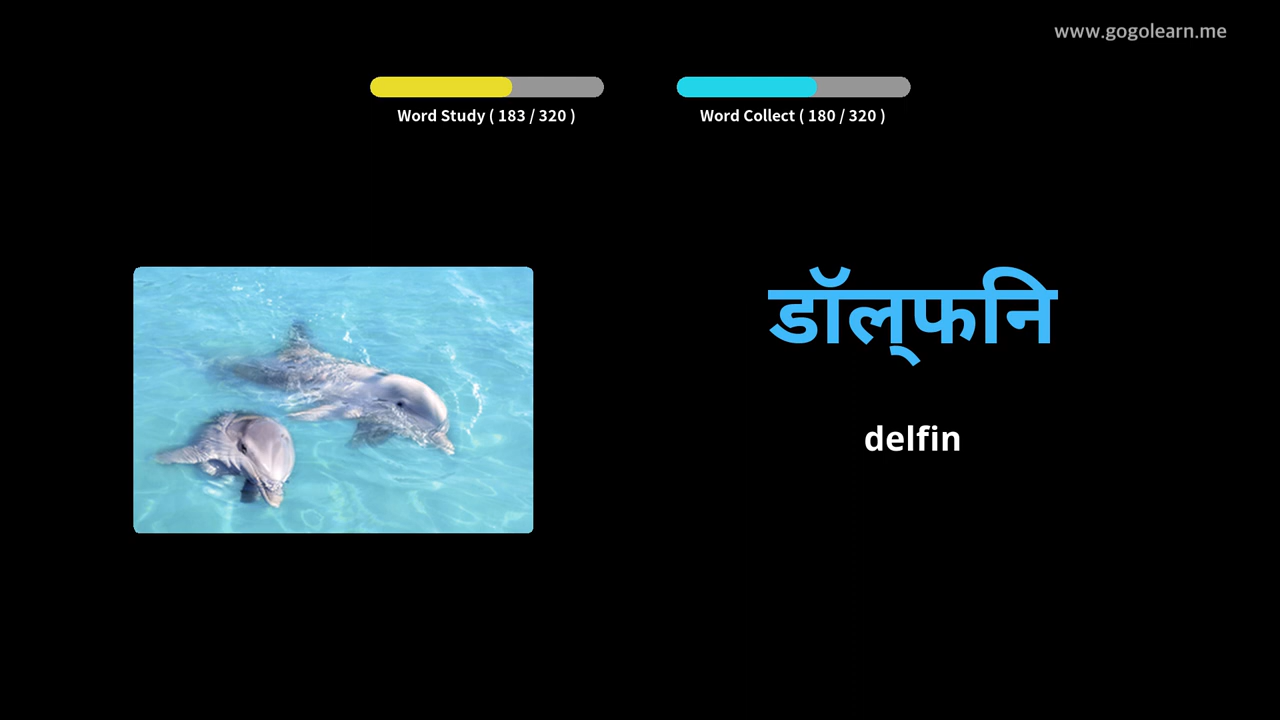 www.gogolearn.me
Word Study ( 183 / 320 )
Word Collect ( 180 / 320 )
डॉल्फिन
delfin